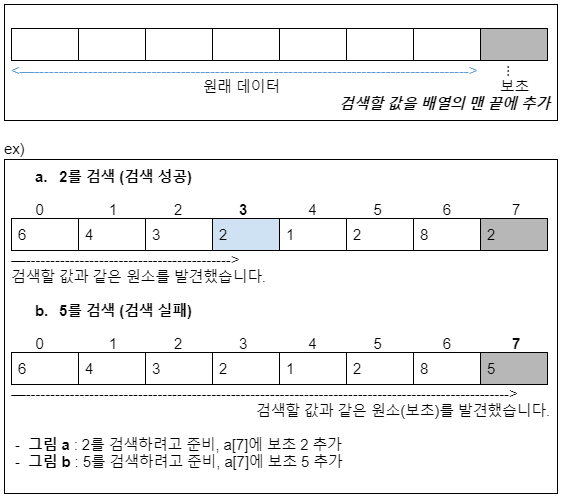 원래 데이터
보초
검색할 값을 배열의 맨 끝에 추가
ex)
a. 2를 검색 (검색 성공)
0 1 2 3 4 5 6 7
6 4 3 2 1 2 8 2
검색할 값과 같은 원소를 발견했습니다.
b. 5를 검색 (검색 실패)
0 1 2 3 4 5 6 7
6 4 3 2 1 2 8 5
검색할 값과 같은 원소(보초)를 발견했습니다.
- 그림 a : 2를 검색하려고 준비, a[7]에 보초 2 추가
- 그림 b : 5를 검색하려고 준비, a[7]에 보초 5 추가